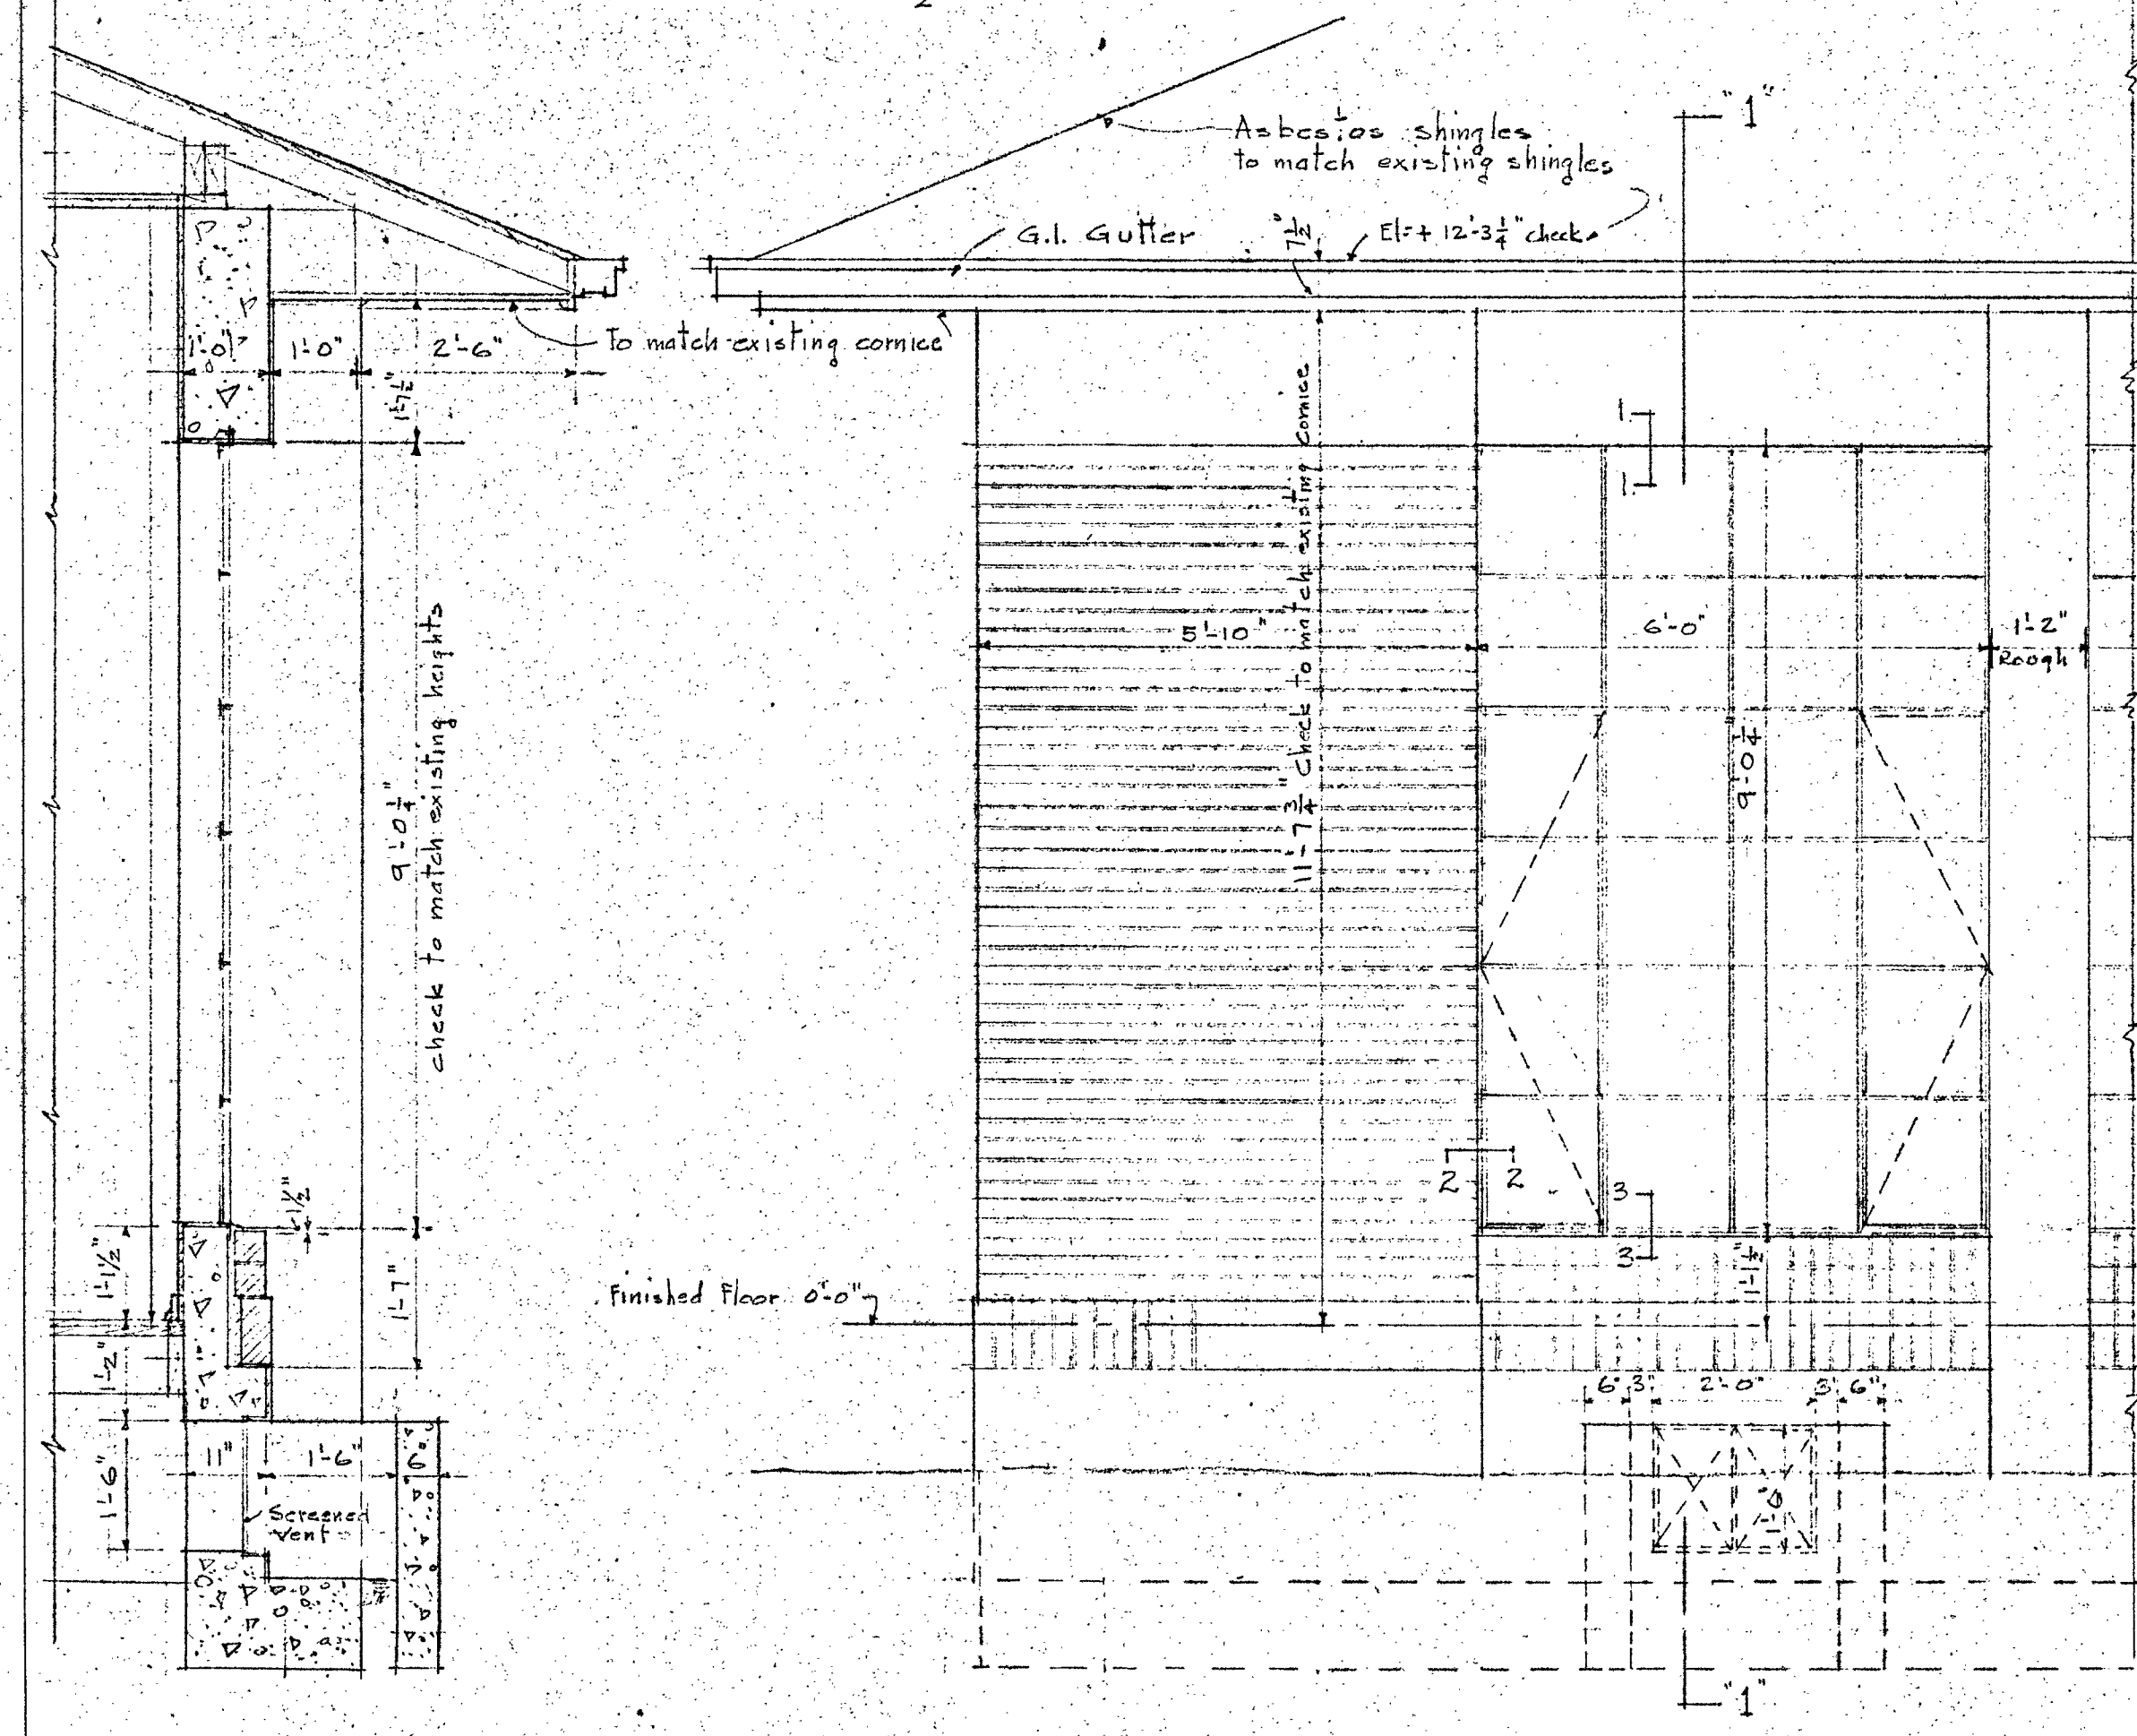 2
"1"
Asbestos shingles
to match existing shingles
G.I. Gutter
7½"
El=+ 12'-3¼" check
1'-0"
1'-0"
2'-6"
To match existing cornice
1'-7½"
1
1
5'-10"
6'-0"
1'-2"
Rough
9'-0¼"
check to match existing heights
11'-7¾" check to match existing cornice
9'-0¼"
1½"
2
2
3
3
1'-1½"
1'-7"
1'-1½"
Finished Floor 0'-0"
1'-2"
6" 3" 2'-0" 3" 6"
11"
1'-6"
6"
1'-6"
Screened
Vent
"1"